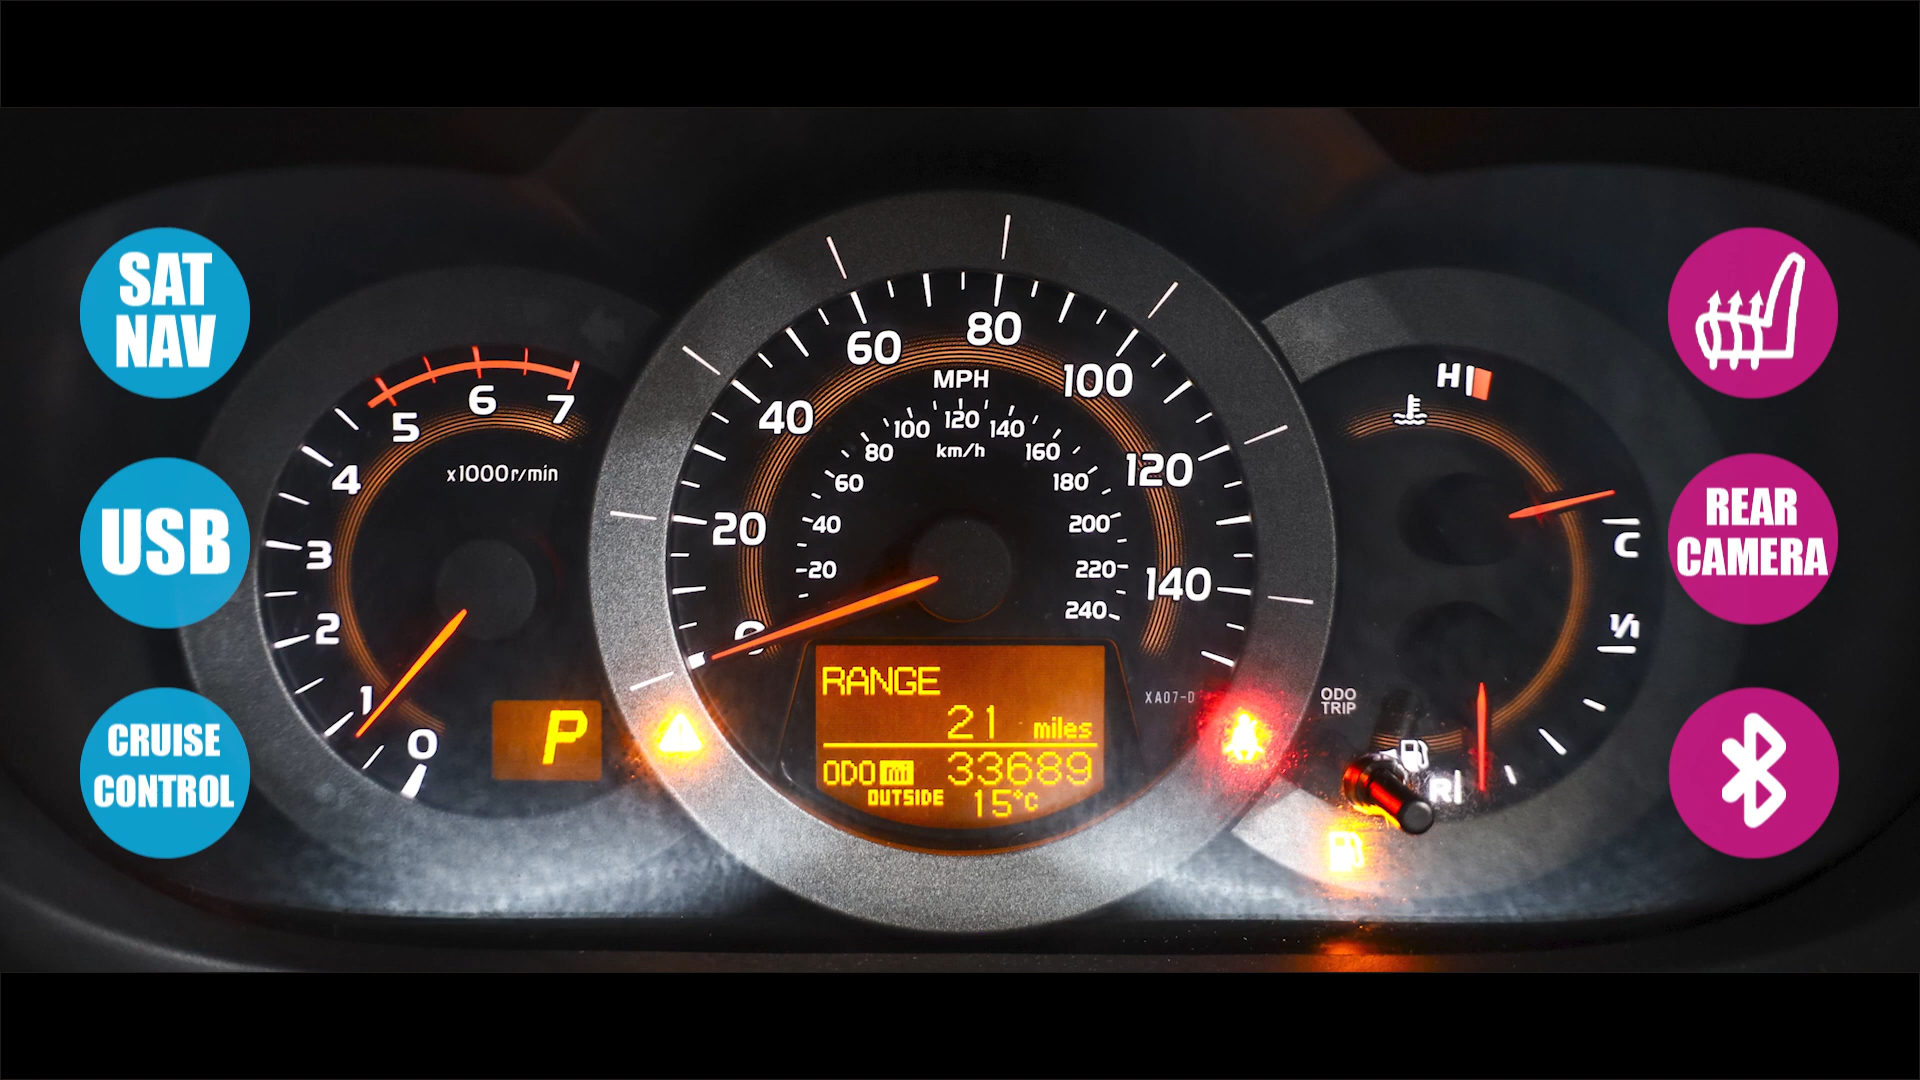 SAT
NAV
USB
CRUISE
CONTROL
5
6
7
x1000r/min
4
3
2
1
0
P
60
80
MPH
100
40
100
120
140
80
km/h
160
120
60
180
20
40
200
20
220
140
0
240
RANGE
21 miles
ODO mi 33689
OUTSIDE 15°C
XA07-D
ODO
TRIP
H
C
1/1
R
REAR
CAMERA